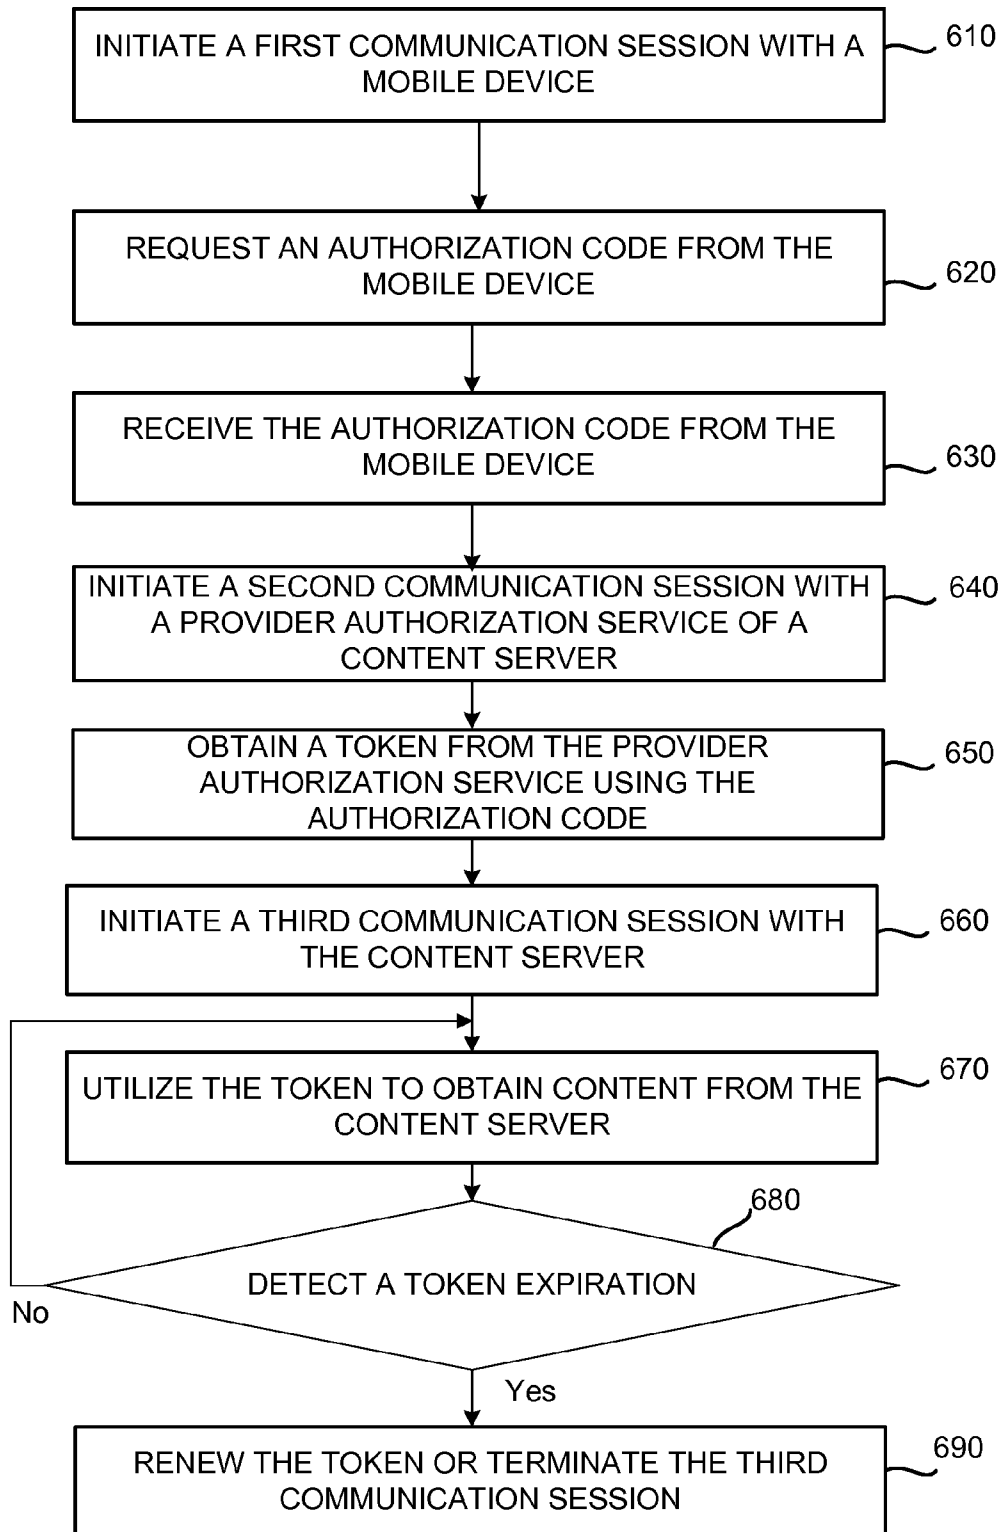 INITIATE A FIRST COMMUNICATION SESSION WITH A
MOBILE DEVICE
610
REQUEST AN AUTHORIZATION CODE FROM THE
MOBILE DEVICE
620
RECEIVE THE AUTHORIZATION CODE FROM THE
MOBILE DEVICE
630
INITIATE A SECOND COMMUNICATION SESSION WITH
A PROVIDER AUTHORIZATION SERVICE OF A
CONTENT SERVER
640
OBTAIN A TOKEN FROM THE PROVIDER
AUTHORIZATION SERVICE USING THE
AUTHORIZATION CODE
650
INITIATE A THIRD COMMUNICATION SESSION WITH
THE CONTENT SERVER
660
UTILIZE THE TOKEN TO OBTAIN CONTENT FROM THE
CONTENT SERVER
670
680
DETECT A TOKEN EXPIRATION
No
Yes
RENEW THE TOKEN OR TERMINATE THE THIRD
COMMUNICATION SESSION
690